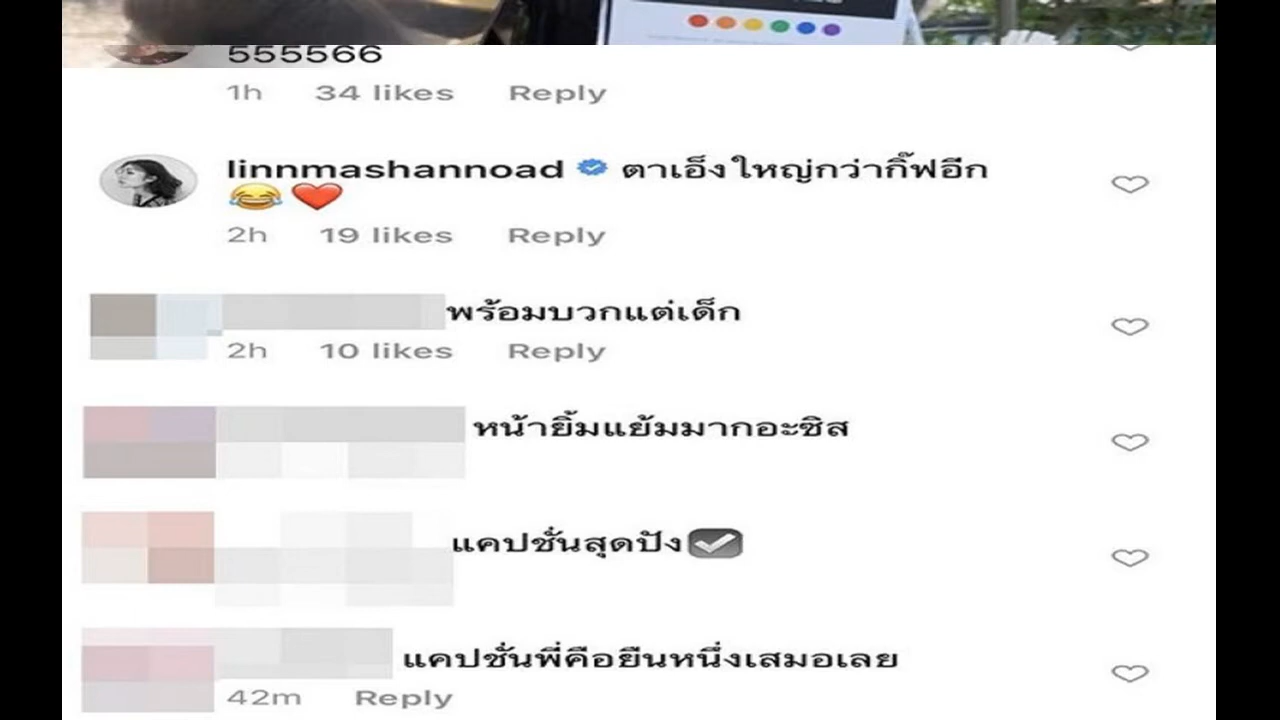 555566
1h 34 likes Reply
linnmashannoad ตาเอ็งใหญ่กว่ากิ๊ฟอีก
😂 ❤️
2h 19 likes Reply
พร้อมบวกแต่เด็ก
2h 10 likes Reply
หน้ายิ้มแย้มมากอะซิส
แคปชั่นสุดปัง
แคปชั่นพี่คือยืนหนึ่งเสมอเลย
42m Reply